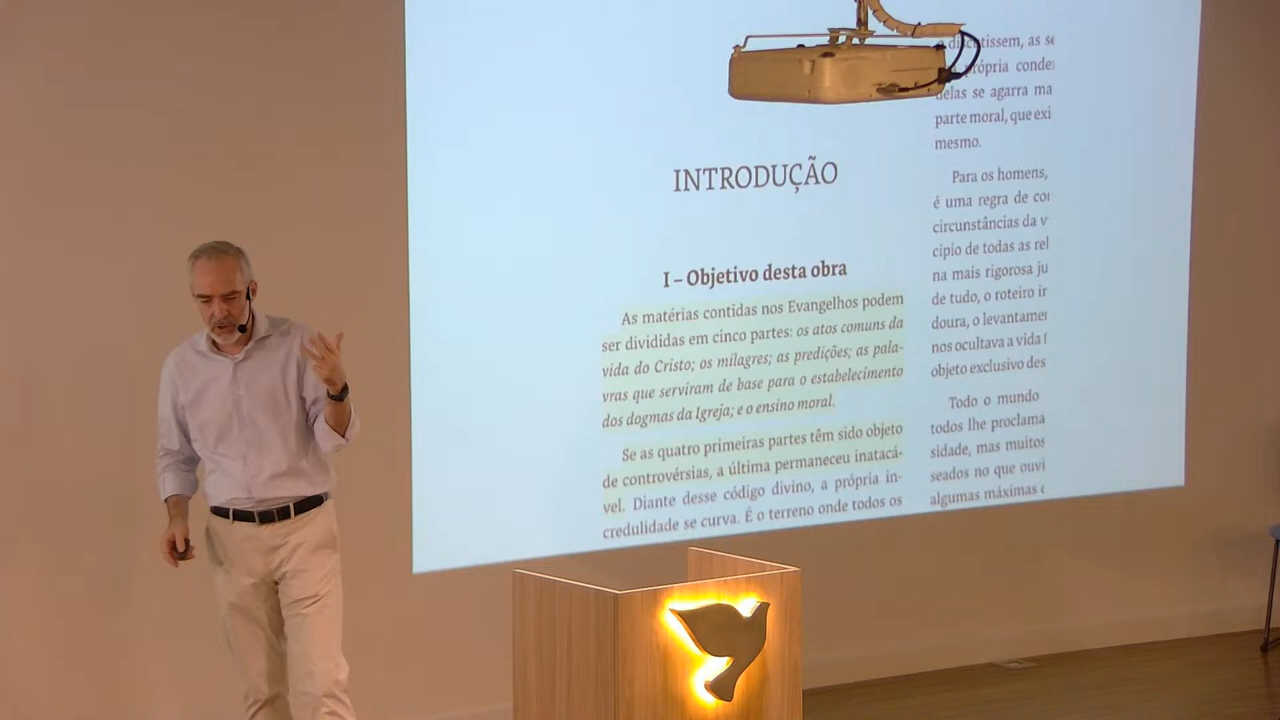 INTRODUÇÃO
I – Objetivo desta obra
As matérias contidas nos Evangelhos podem
ser divididas em cinco partes: os atos comuns da
vida do Cristo; os milagres; as predições; as pala-
vras que serviram de base para o estabelecimento
dos dogmas da Igreja; e o ensino moral.
Se as quatro primeiras partes têm sido objeto
de controvérsias, a última permaneceu inatacá-
vel. Diante desse código divino, a própria in-
credulidade se curva. É o terreno onde todos os
discutissem, as se
própria conde
delas se agarra ma
parte moral, que exi
mesmo.
Para os homens,
é uma regra de co
circunstâncias da v
cípio de todas as rel
na mais rigorosa ju
de tudo, o roteiro in
doura, o levantame
nos ocultava a vida f
objeto exclusivo des
Todo o mundo
todos lhe proclama
sidade, mas muitos
seados no que ouvi
algumas máximas